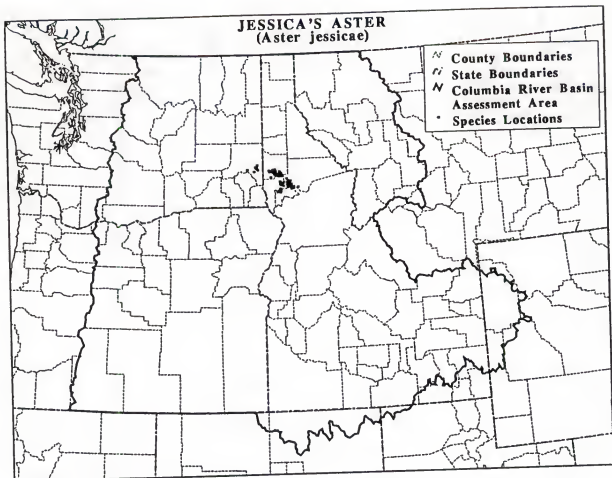 JESSICA'S ASTER
(Aster jessicae)
County Boundaries
State Boundaries
Columbia River Basin
Assessment Area
Species Locations